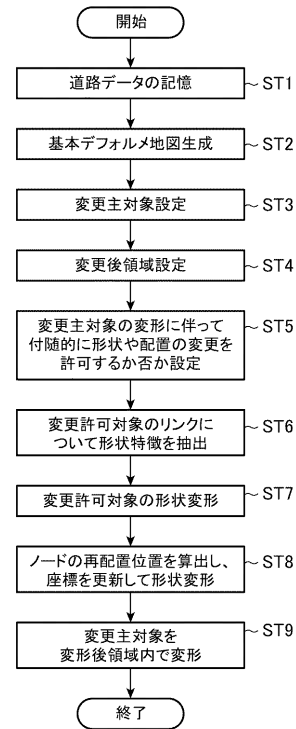 開始
道路データの記憶
ST1
基本デフォルメ地図生成
ST2
変更主対象設定
ST3
変更後領域設定
ST4
変更主対象の変形に伴って
付随的に形状や配置の変更を
許可するか否か設定
ST5
変更許可対象のリンクに
ついて形状特徴を抽出
ST6
変更許可対象の形状変形
ST7
ノードの再配置位置を算出し、
座標を更新して形状変形
ST8
変更主対象を
変形後領域内で変形
ST9
終了